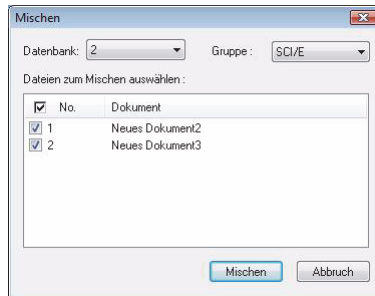 Mischen
Datenbank: 2 Gruppe : SCI/E
Dateien zum Mischen auswählen :
No. Dokument
1 Neues Dokument2
2 Neues Dokument3
Mischen Abbruch